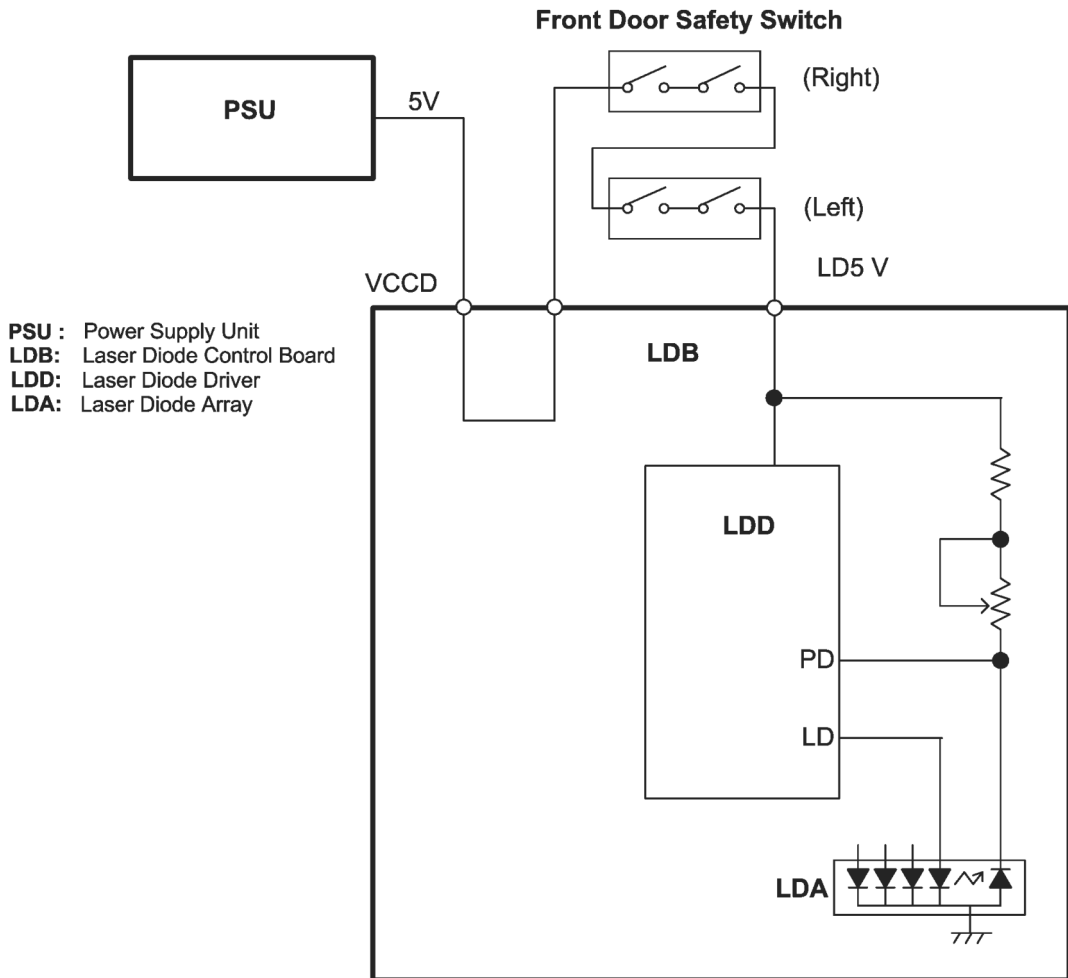 Front Door Safety Switch
PSU
5V
(Right)
(Left)
LD5 V
VCCD
PSU : Power Supply Unit
LDB: Laser Diode Control Board
LDD: Laser Diode Driver
LDA: Laser Diode Array
LDB
LDD
PD
LD
LDA